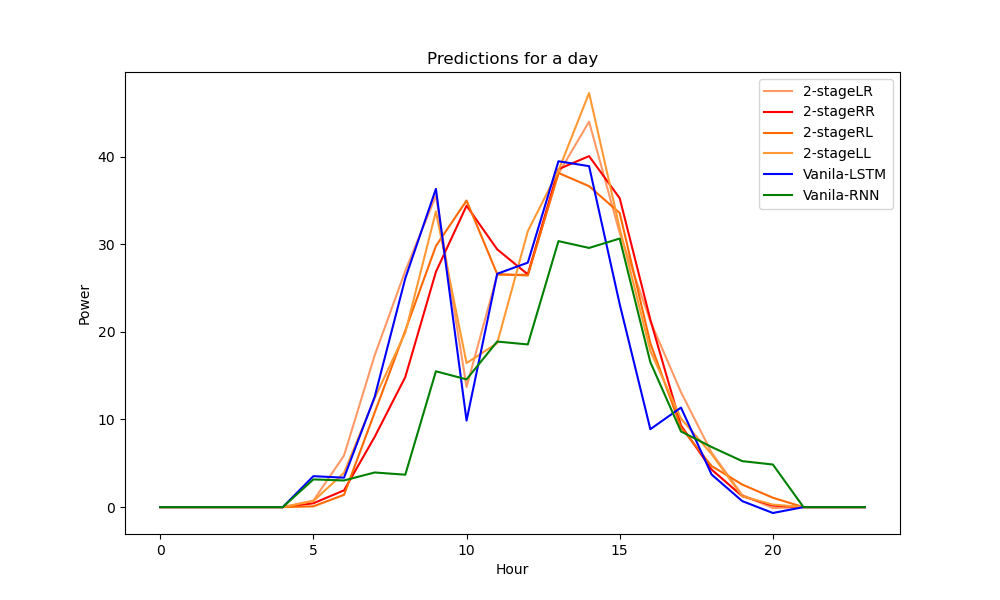 Predictions for a day
2-stageLR
2-stageRR
2-stageRL
2-stageLL
Vanila-LSTM
Vanila-RNN
Power
40
30
20
10
0
0 5 10 15 20
Hour